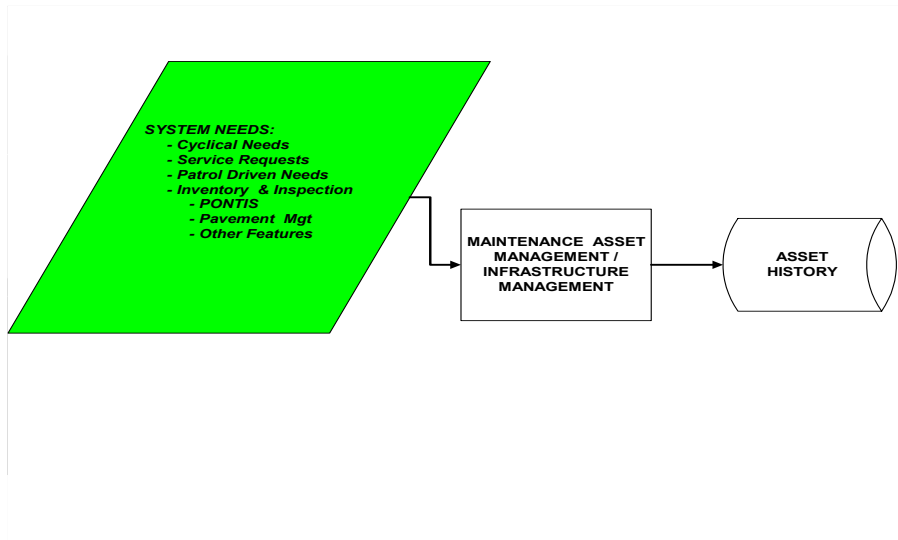 SYSTEM NEEDS:
- Cyclical Needs
- Service Requests
- Patrol Driven Needs
- Inventory & Inspection
- PONTIS
- Pavement Mgt
- Other Features
MAINTENANCE ASSET
MANAGEMENT /
INFRASTRUCTURE
MANAGEMENT
ASSET
HISTORY